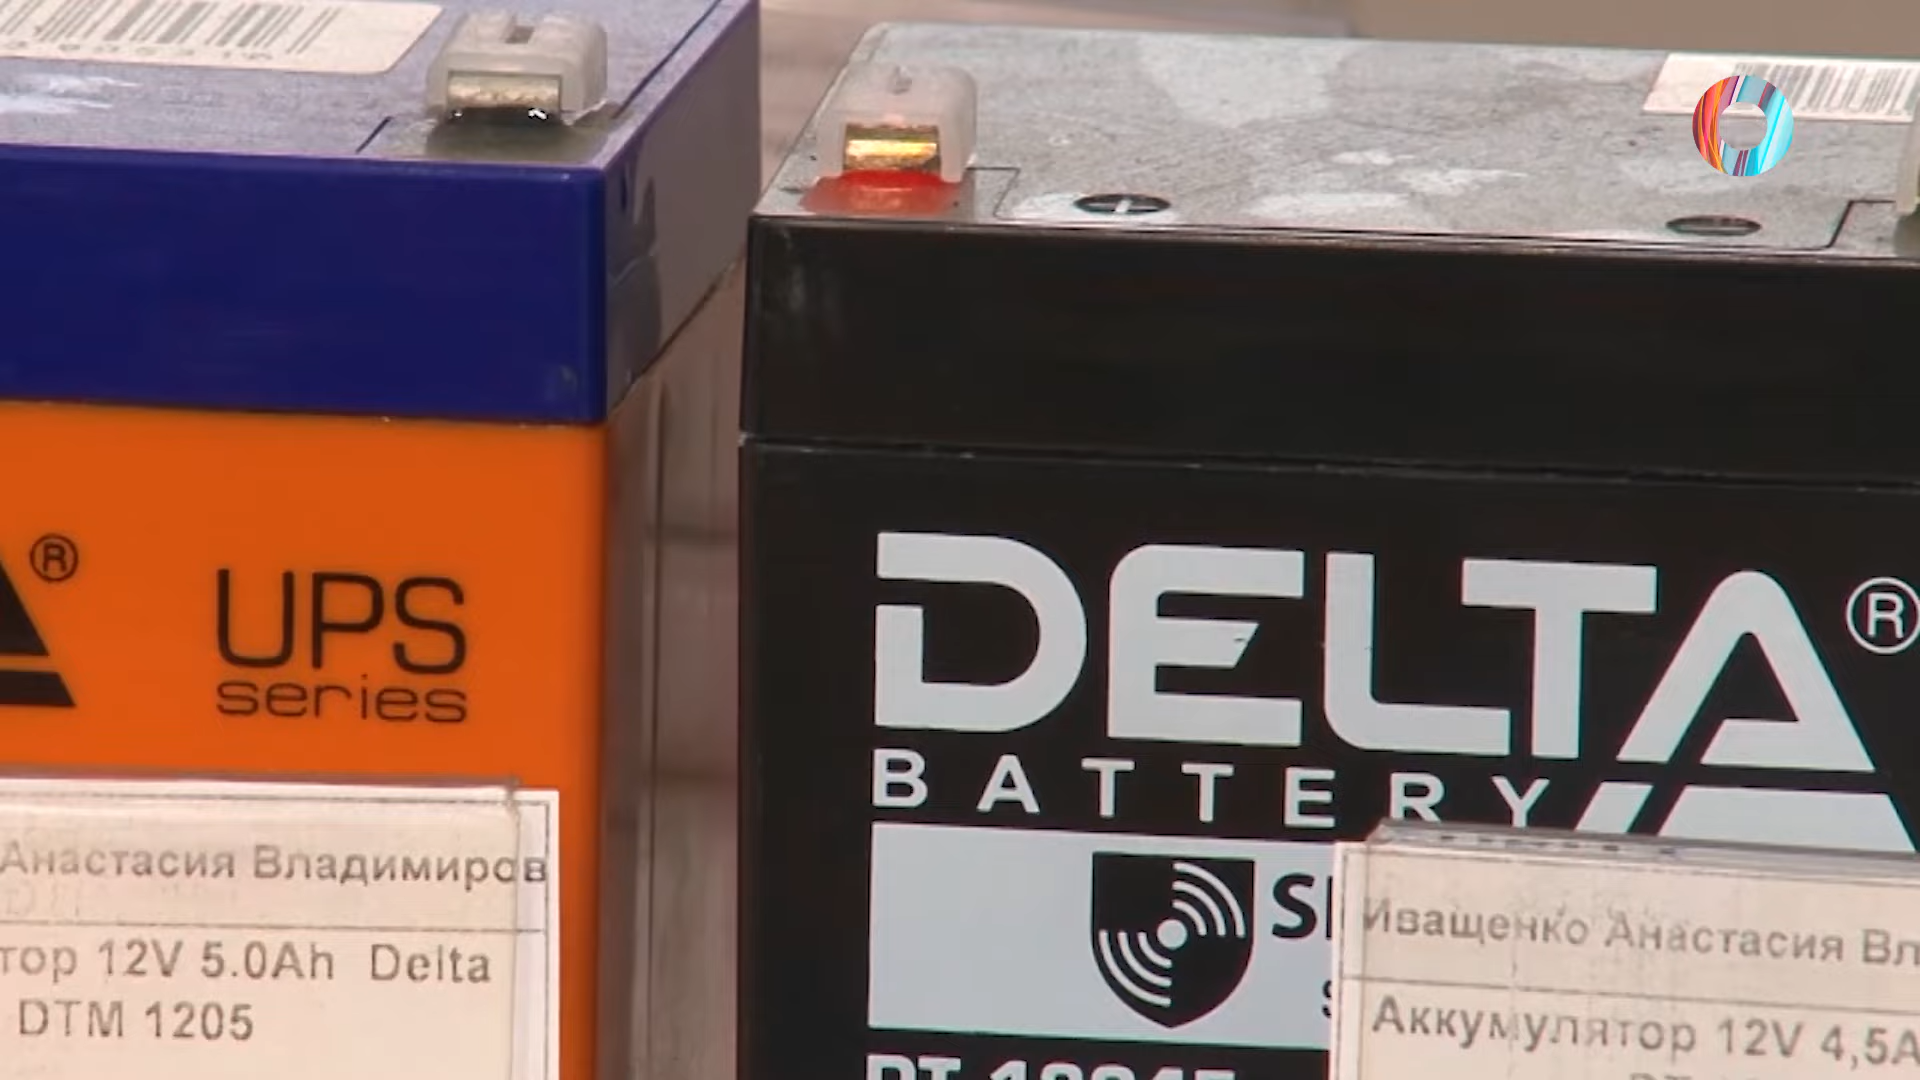 ®
UPS
series
Анастасия Владимиров
тор 12V 5.0Ah Delta
DTM 1205
DELTA®
BATTERY
Иващенко Анастасия Вл
Аккумулятор 12V 4,5А